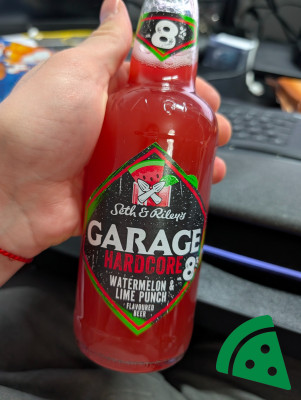 8%
Seth & Riley's
GARAGE
HARDCORE 8%
WATERMELON &
LIME PUNCH
FLAVOURED
BEER